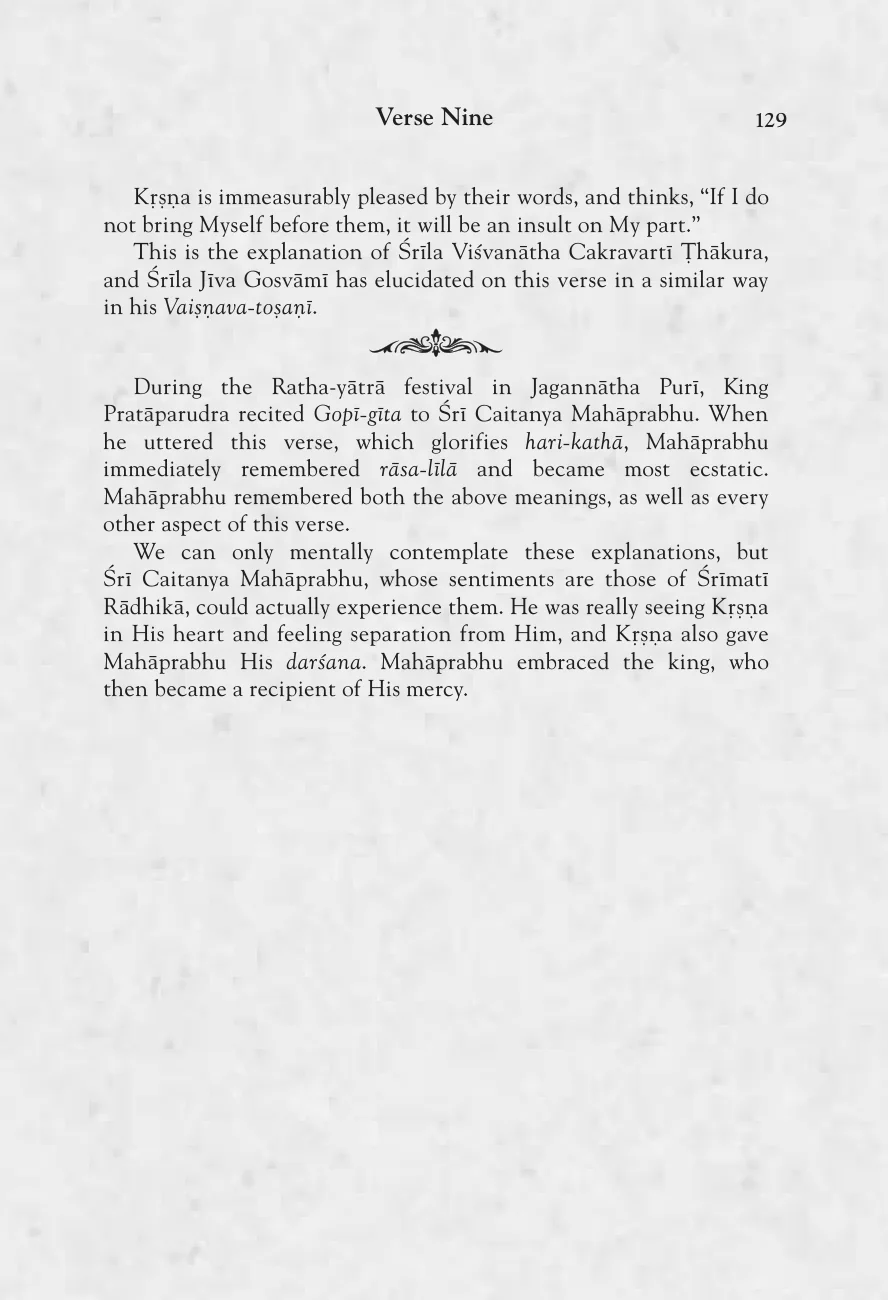 Verse Nine
129
Kṛṣṇa is immeasurably pleased by their words, and thinks, “If I do
not bring Myself before them, it will be an insult on My part.”
This is the explanation of Śrīla Viśvanātha Cakravartī Ṭhākura,
and Śrīla Jīva Gosvāmī has elucidated on this verse in a similar way
in his Vaiṣṇava-toṣaṇī.
During the Ratha-yātrā festival in Jagannātha Purī, King
Pratāparudra recited Gopī-gīta to Śrī Caitanya Mahāprabhu. When
he uttered this verse, which glorifies hari-kathā, Mahāprabhu
immediately remembered rāsa-līlā and became most ecstatic.
Mahāprabhu remembered both the above meanings, as well as every
other aspect of this verse.
We can only mentally contemplate these explanations, but
Śrī Caitanya Mahāprabhu, whose sentiments are those of Śrīmatī
Rādhikā, could actually experience them. He was really seeing Kṛṣṇa
in His heart and feeling separation from Him, and Kṛṣṇa also gave
Mahāprabhu His darśana. Mahāprabhu embraced the king, who
then became a recipient of His mercy.